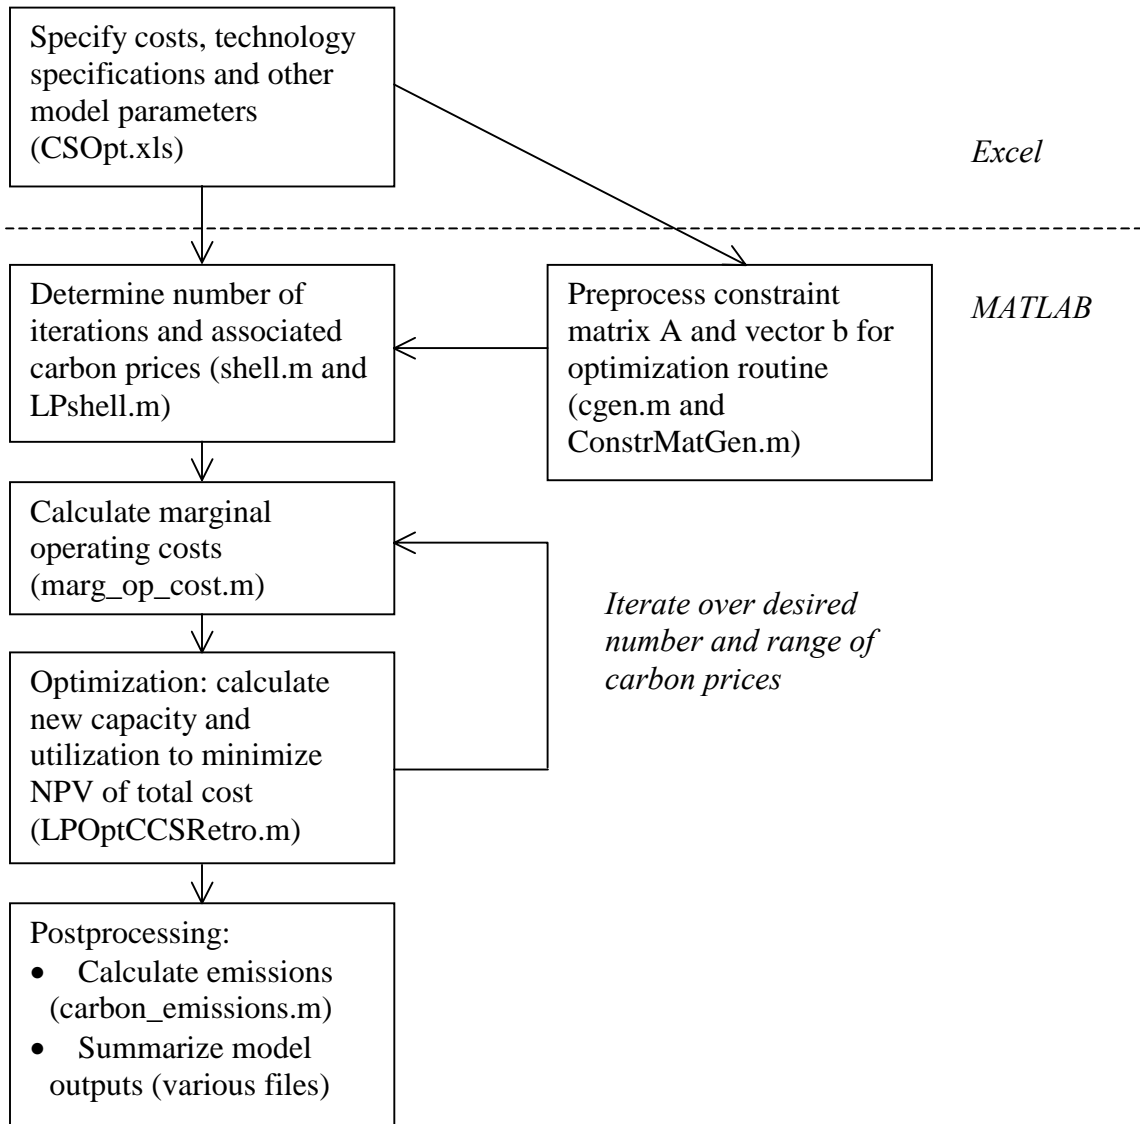 Specify costs, technology
specifications and other
model parameters
(CSOpt.xls)
Excel
Determine number of
iterations and associated
carbon prices (shell.m and
LPshell.m)
Preprocess constraint
matrix A and vector b for
optimization routine
(cgen.m and
ConstrMatGen.m)
MATLAB
Calculate marginal
operating costs
(marg_op_cost.m)
Iterate over desired
number and range of
carbon prices
Optimization: calculate
new capacity and
utilization to minimize
NPV of total cost
(LPOptCCSRetro.m)
Postprocessing:
• Calculate emissions
(carbon_emissions.m)
• Summarize model
outputs (various files)